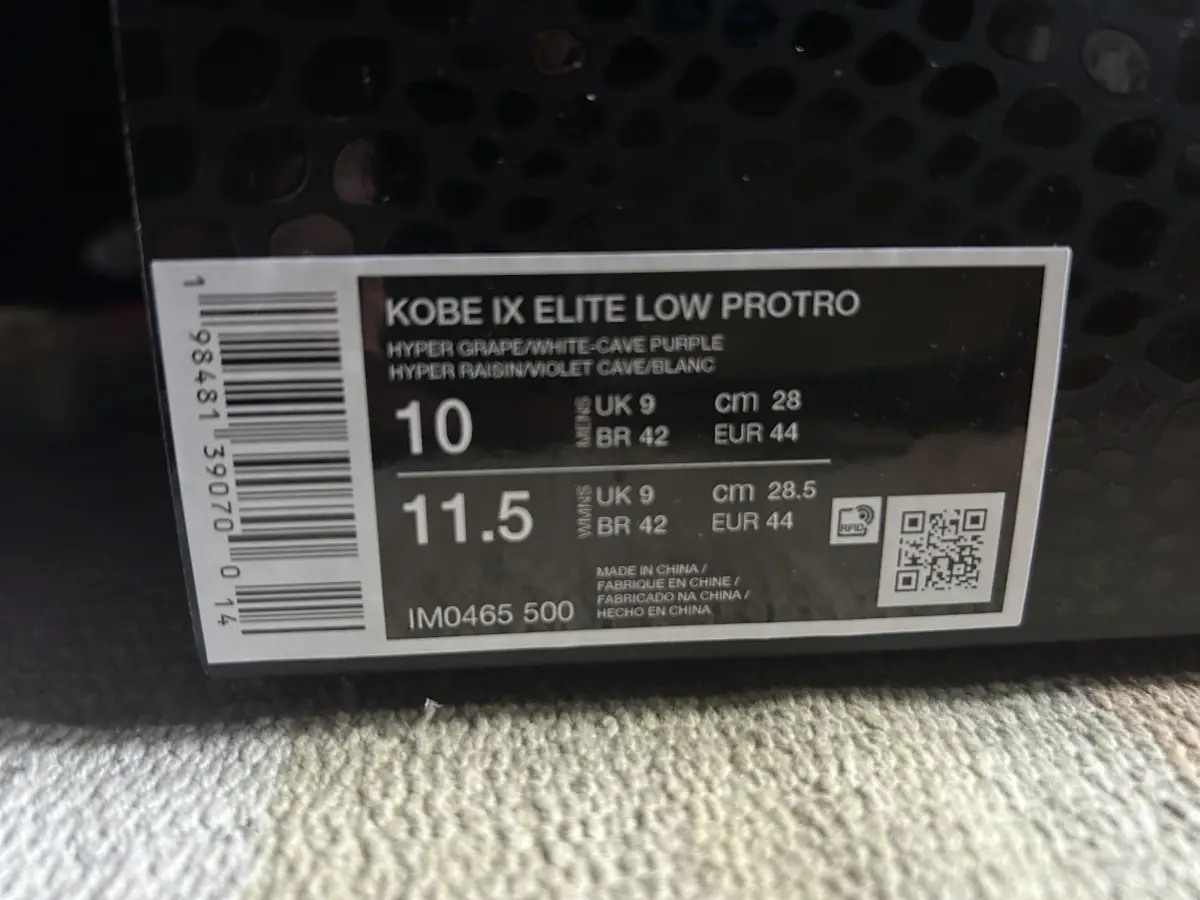 KOBE IX ELITE LOW PROTRO
HYPER GRAPE/WHITE-CAVE PURPLE
HYPER RAISIN/VIOLET CAVE/BLANC
10
MENS
UK 9
cm 28
BR 42
EUR 44
11.5
WMNS
UK 9
cm 28.5
BR 42
EUR 44
RFID
MADE IN CHINA /
FABRIQUE EN CHINE /
FABRICADO NA CHINA /
HECHO EN CHINA
IM0465 500
1 98481 39070 0 14